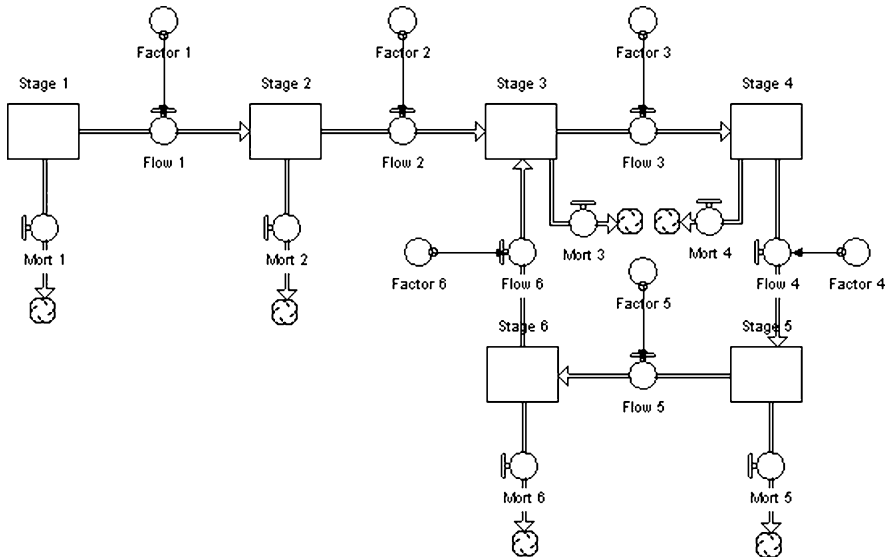 Factor 1
Factor 2
Factor 3
Stage 1
Stage 2
Stage 3
Stage 4
Flow 1
Flow 2
Flow 3
Mort 1
Mort 2
Mort 3
Mort 4
Factor 6
Flow 6
Factor 5
Flow 4
Factor 4
Stage 6
Stage 5
Flow 5
Mort 6
Mort 5